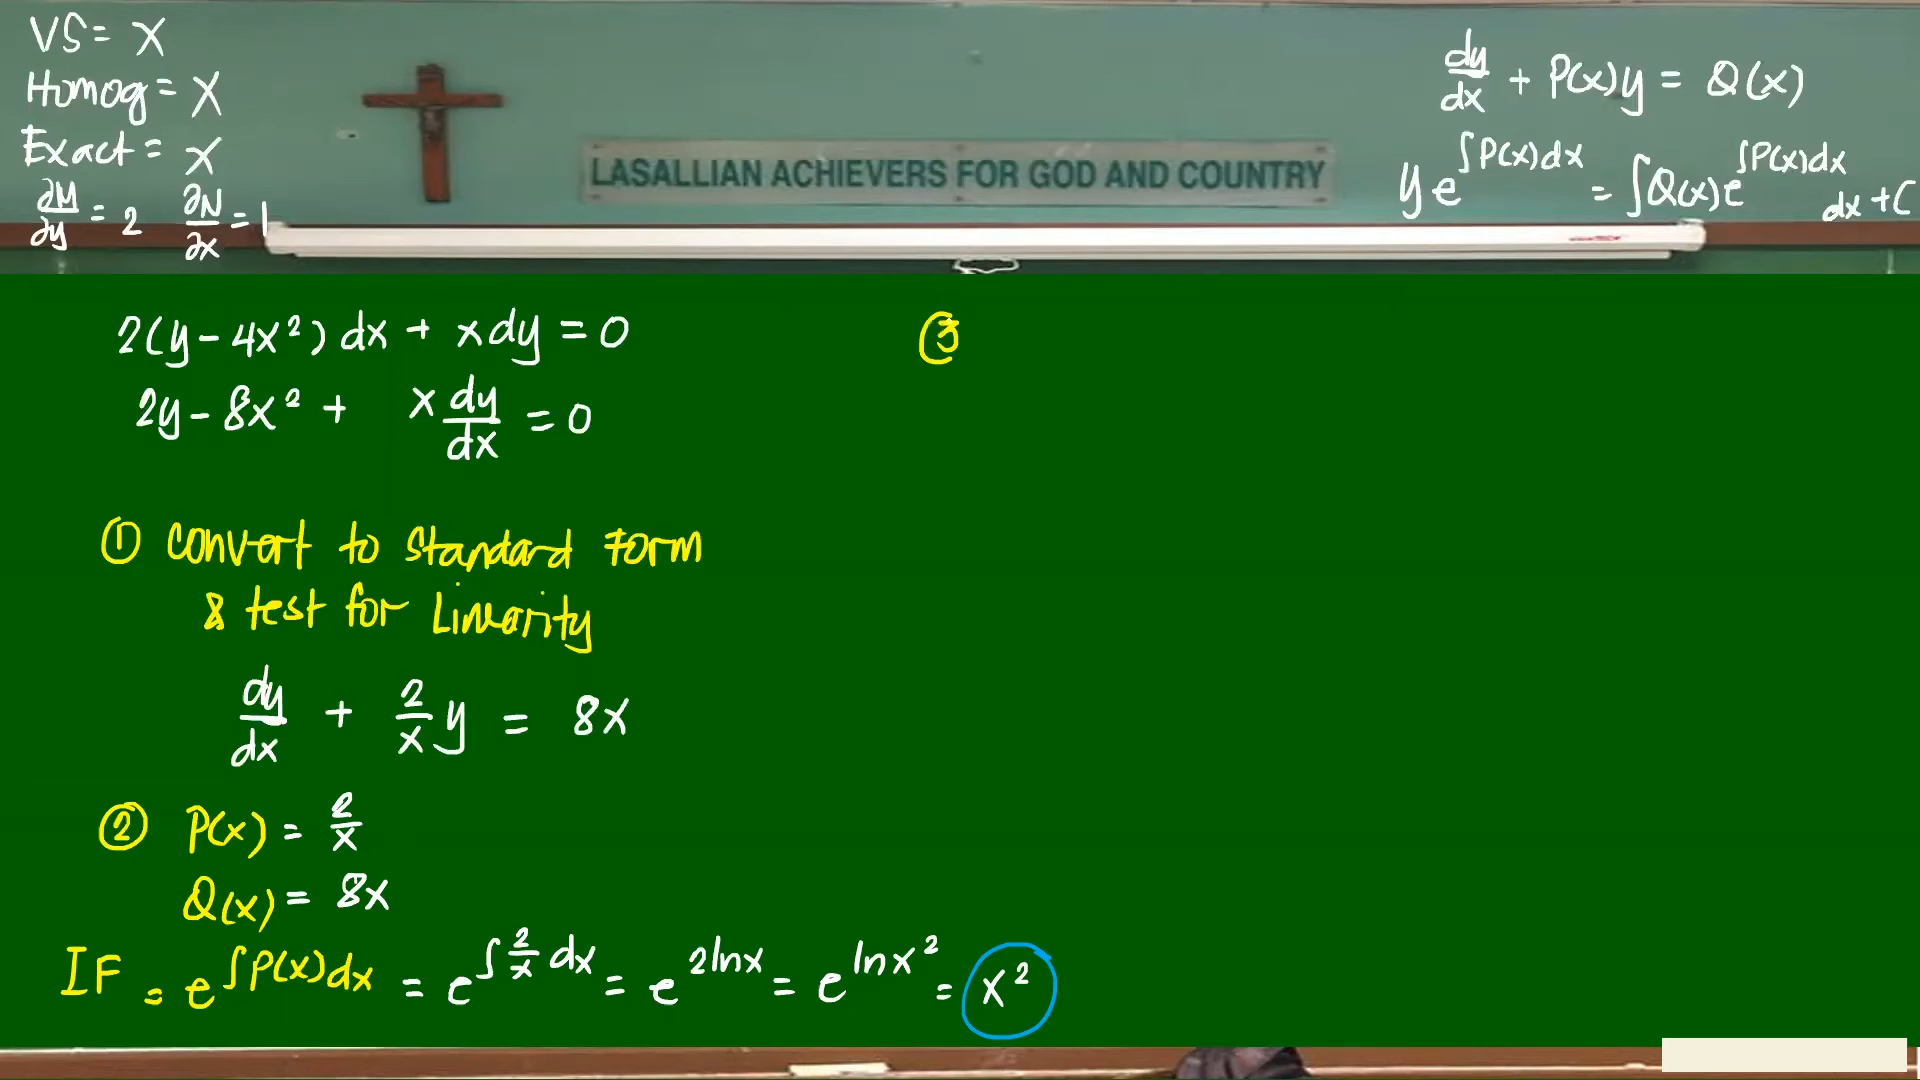 VS = X
Homog = X
Exact = X
∂M/∂y = 2 ∂N/∂x = 1
LASALLIAN ACHIEVERS FOR GOD AND COUNTRY
dy/dx + P(x)y = Q(x)
y e^∫P(x)dx = ∫Q(x)e^∫P(x)dx dx + C
2(y - 4x²) dx + x dy = 0
2y - 8x² + x dy/dx = 0
① Convert to Standard Form
& test for Linearity
dy/dx + 2/x y = 8x
② P(x) = 2/x
Q(x) = 8x
IF = e^∫P(x)dx = e^∫2/x dx = e^2lnx = e^lnx² = x²
③